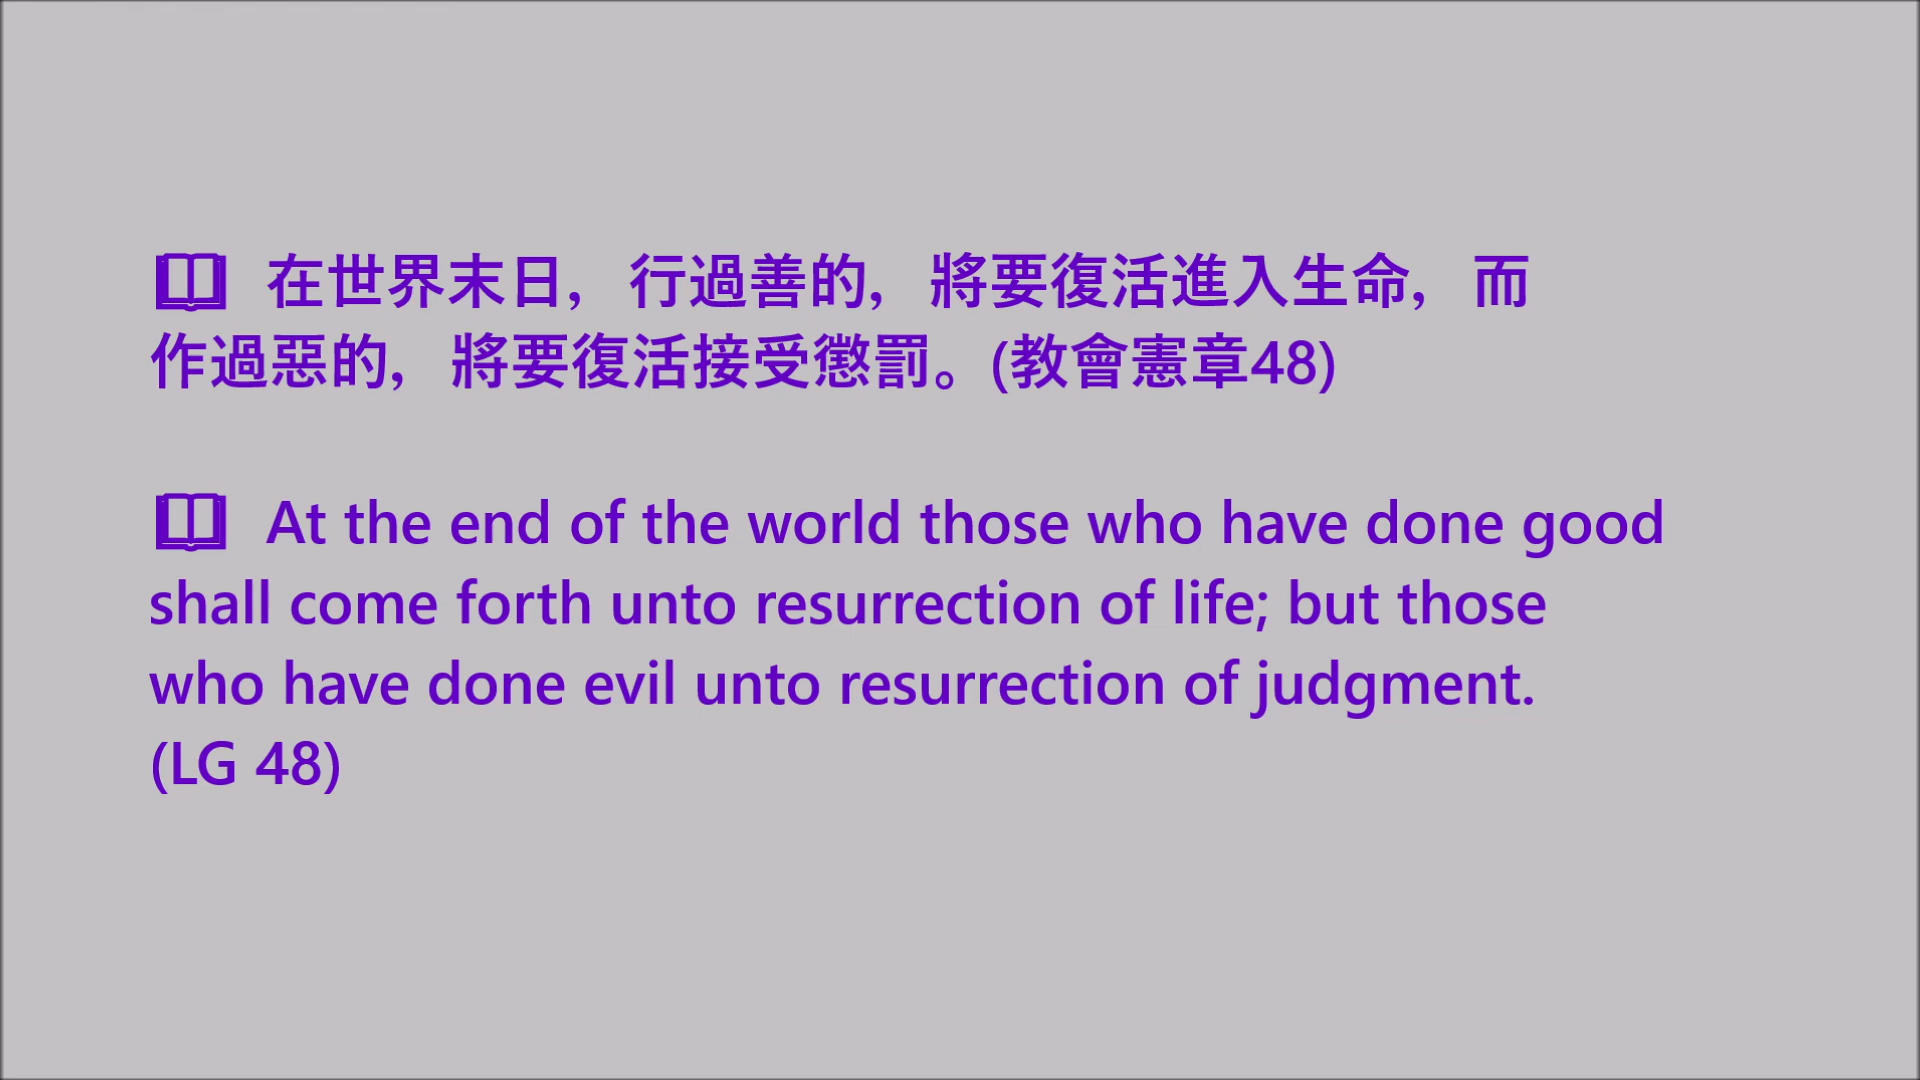 🕮 在世界末日，行過善的，將要復活進入生命，而
作過惡的，將要復活接受懲罰。(教會憲章48)
🕮 At the end of the world those who have done good
shall come forth unto resurrection of life; but those
who have done evil unto resurrection of judgment.
(LG 48)